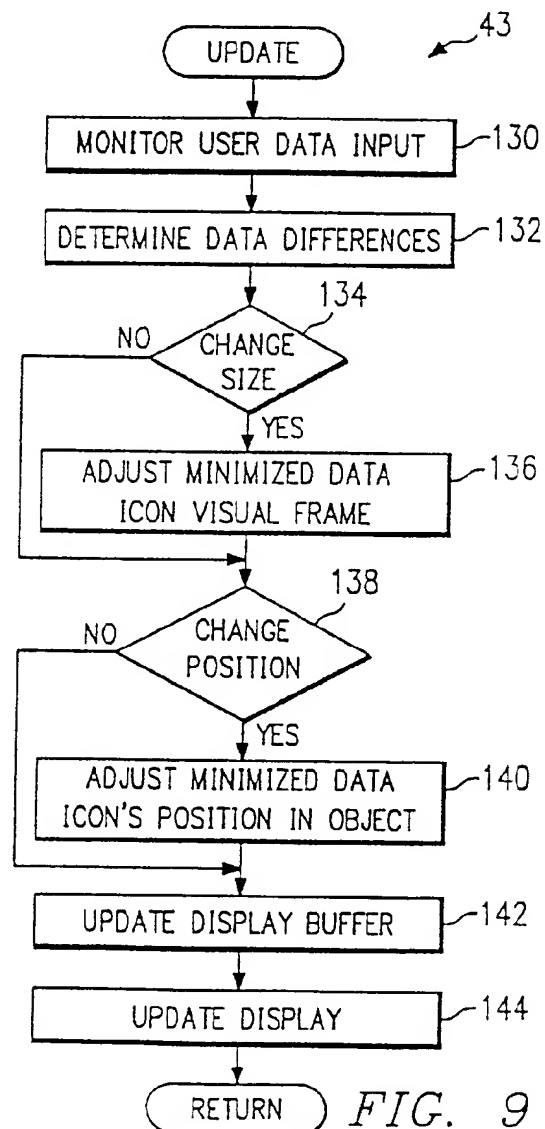 43
UPDATE
MONITOR USER DATA INPUT
130
DETERMINE DATA DIFFERENCES
132
134
NO
CHANGE
SIZE
YES
ADJUST MINIMIZED DATA
ICON VISUAL FRAME
136
138
NO
CHANGE
POSITION
YES
ADJUST MINIMIZED DATA
ICON'S POSITION IN OBJECT
140
UPDATE DISPLAY BUFFER
142
UPDATE DISPLAY
144
RETURN
FIG. 9